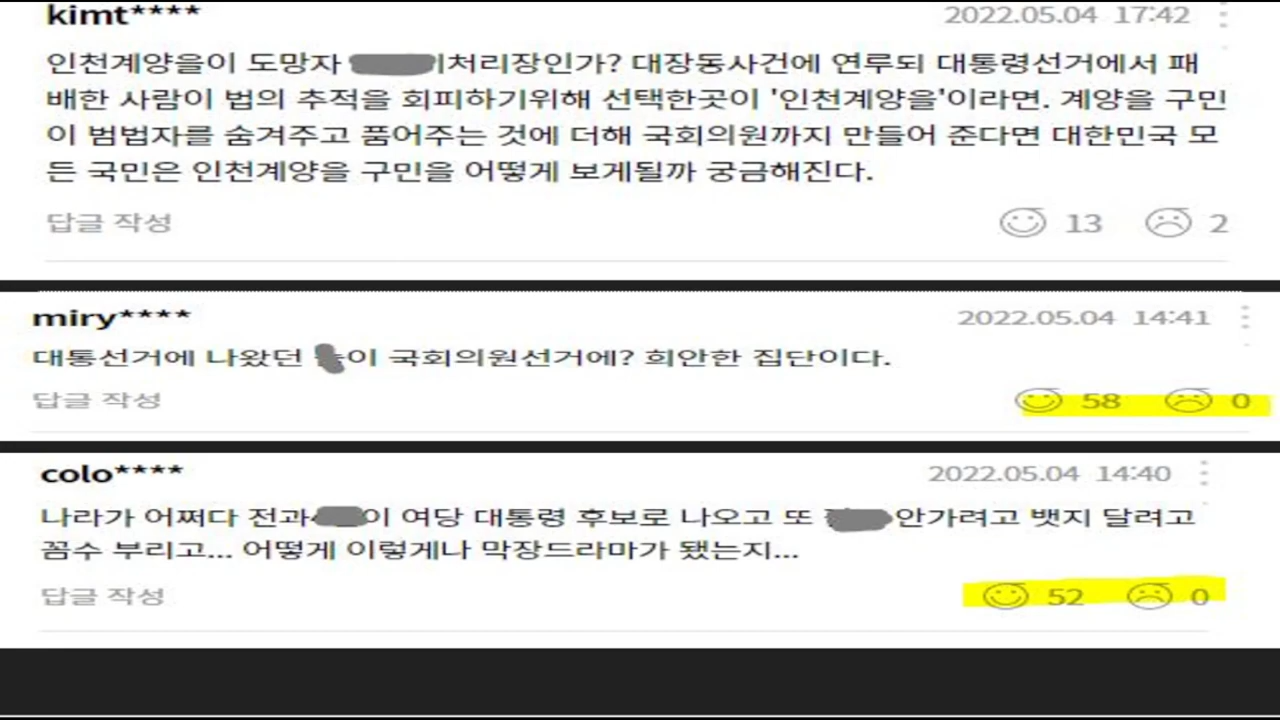 kimt****
2022.05.04 17:42
인천계양을이 도망자 처리장인가? 대장동사건에 연루되 대통령선거에서 패
배한 사람이 법의 추적을 회피하기위해 선택한곳이 '인천계양을'이라면. 계양을 구민
이 범법자를 숨겨주고 품어주는 것에 더해 국회의원까지 만들어 준다면 대한민국 모
든 국민은 인천계양을 구민을 어떻게 보게될까 궁금해진다.
답글 작성
13 2
miry****
2022.05.04 14:41
대통선거에 나왔던 이 국회의원선거에? 희안한 집단이다.
답글 작성
58 0
colo****
2022.05.04 14:40
나라가 어쩌다 전과 이 여당 대통령 후보로 나오고 또 안가려고 뱃지 달려고
꼼수 부리고... 어떻게 이렇게나 막장드라마가 됐는지...
답글 작성
52 0